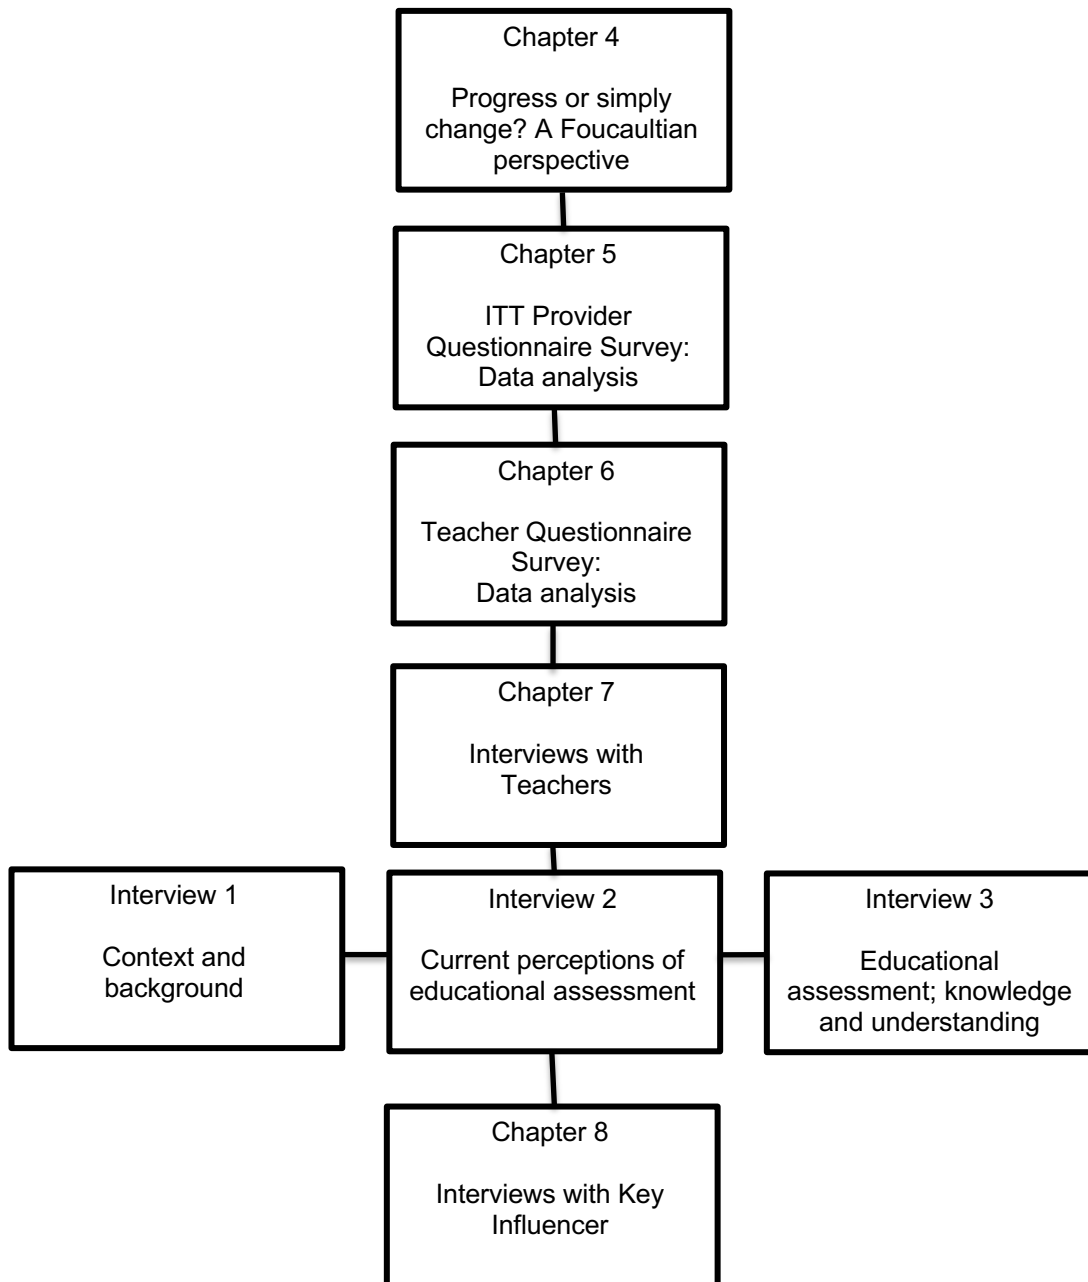 Chapter 4
Progress or simply
change? A Foucaultian
perspective
Chapter 5
ITT Provider
Questionnaire Survey:
Data analysis
Chapter 6
Teacher Questionnaire
Survey:
Data analysis
Chapter 7
Interviews with
Teachers
Interview 1
Context and
background
Interview 2
Current perceptions of
educational assessment
Interview 3
Educational
assessment; knowledge
and understanding
Chapter 8
Interviews with Key
Influencer